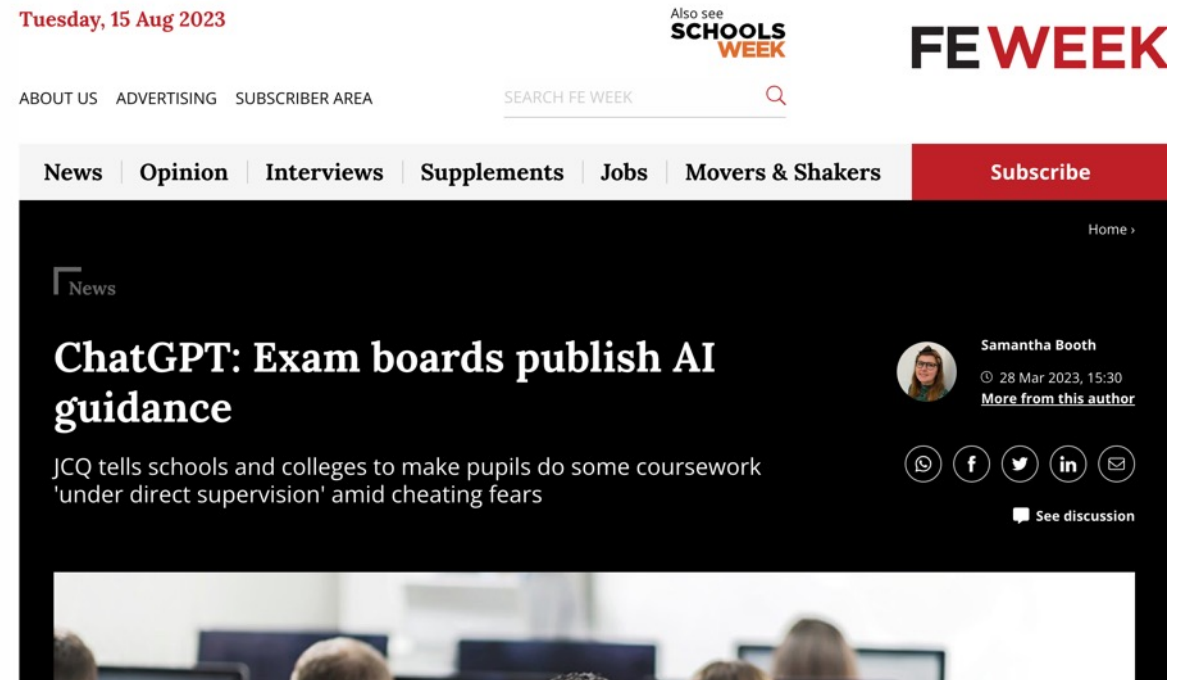 Tuesday, 15 Aug 2023
Also see
SCHOOLS
WEEK
FE WEEK
ABOUT US ADVERTISING SUBSCRIBER AREA
SEARCH FE WEEK
News Opinion Interviews Supplements Jobs Movers & Shakers Subscribe
Home ›
News
ChatGPT: Exam boards publish AI
guidance
JCQ tells schools and colleges to make pupils do some coursework
'under direct supervision' amid cheating fears
Samantha Booth
28 Mar 2023, 15:30
More from this author
See discussion